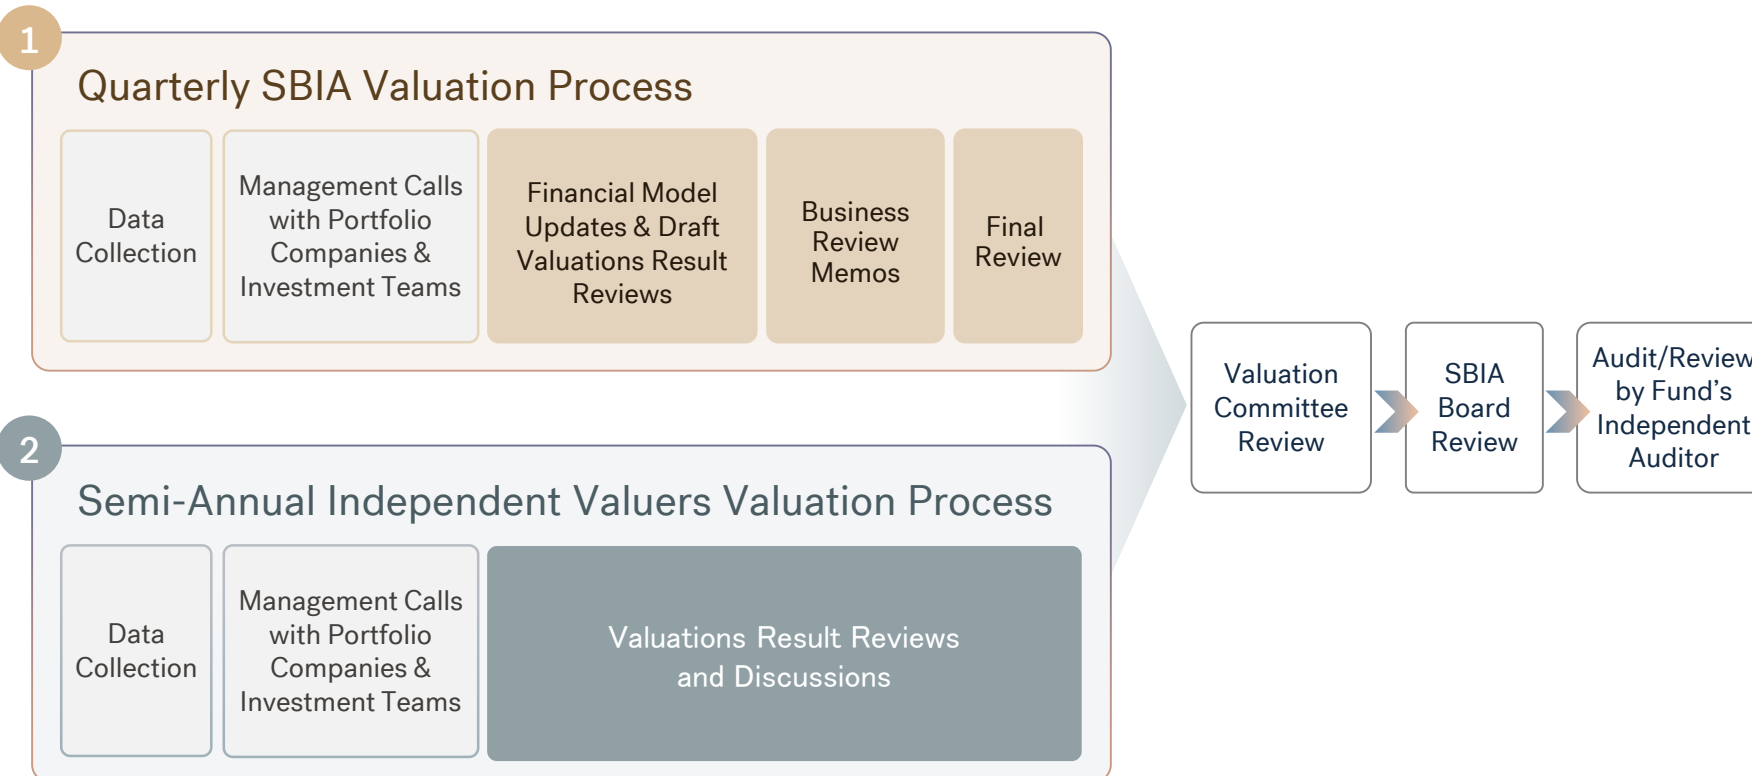 1
Quarterly SBIA Valuation Process
Data
Collection
Management Calls
with Portfolio
Companies &
Investment Teams
Financial Model
Updates & Draft
Valuations Result
Reviews
Business
Review
Memos
Final
Review
2
Semi-Annual Independent Valuers Valuation Process
Data
Collection
Management Calls
with Portfolio
Companies &
Investment Teams
Valuations Result Reviews
and Discussions
Valuation
Committee
Review
SBIA
Board
Review
Audit/Review
by Fund's
Independent
Auditor